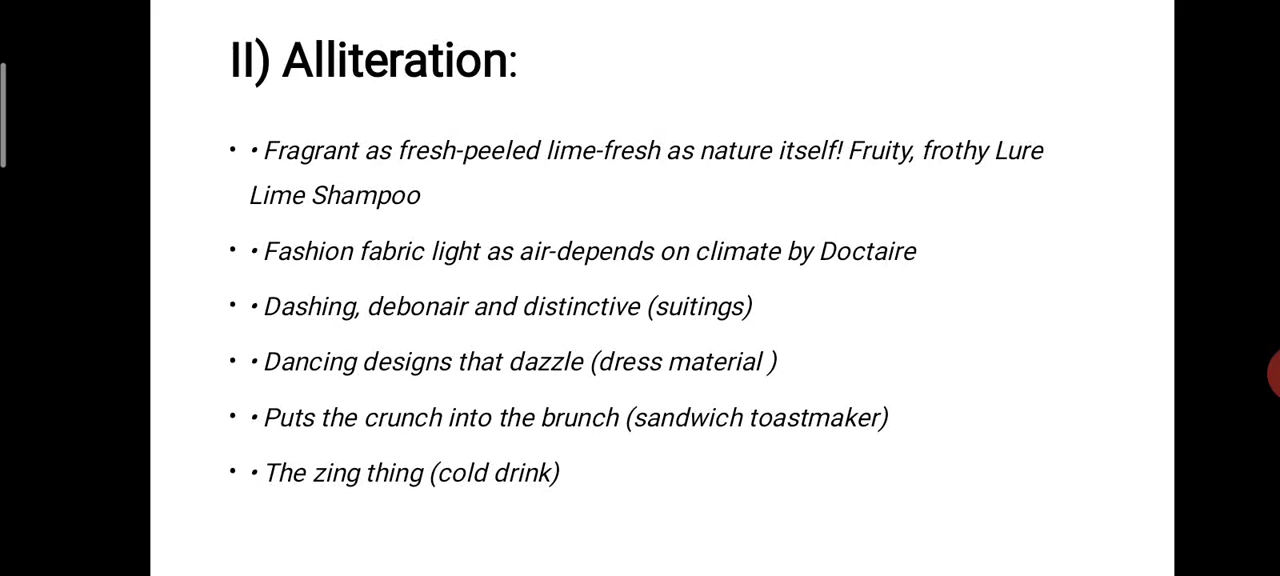 II) Alliteration:
• • Fragrant as fresh-peeled lime-fresh as nature itself! Fruity, frothy Lure
Lime Shampoo
• • Fashion fabric light as air-depends on climate by Doctaire
• • Dashing, debonair and distinctive (suitings)
• • Dancing designs that dazzle (dress material )
• • Puts the crunch into the brunch (sandwich toastmaker)
• • The zing thing (cold drink)